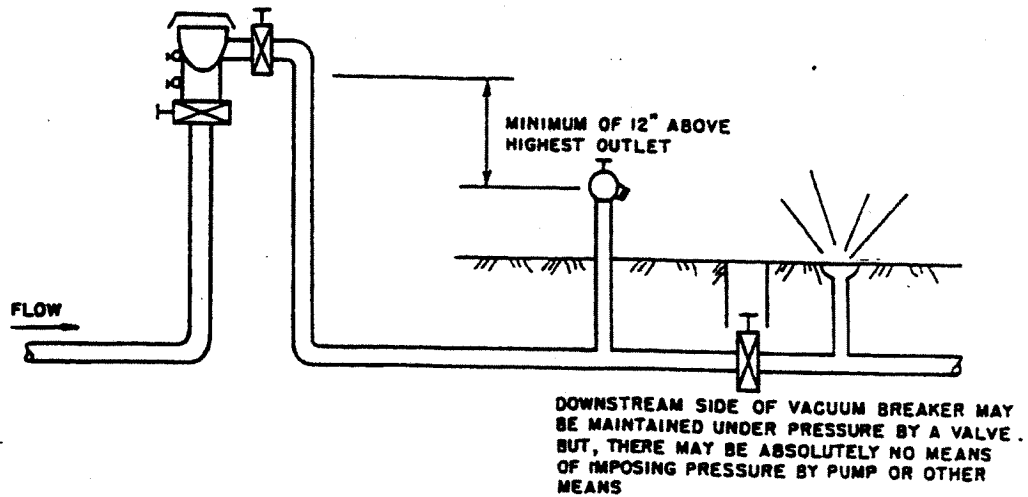 MINIMUM OF 12" ABOVE
HIGHEST OUTLET
FLOW
DOWNSTREAM SIDE OF VACUUM BREAKER MAY
BE MAINTAINED UNDER PRESSURE BY A VALVE.
BUT, THERE MAY BE ABSOLUTELY NO MEANS
OF IMPOSING PRESSURE BY PUMP OR OTHER
MEANS